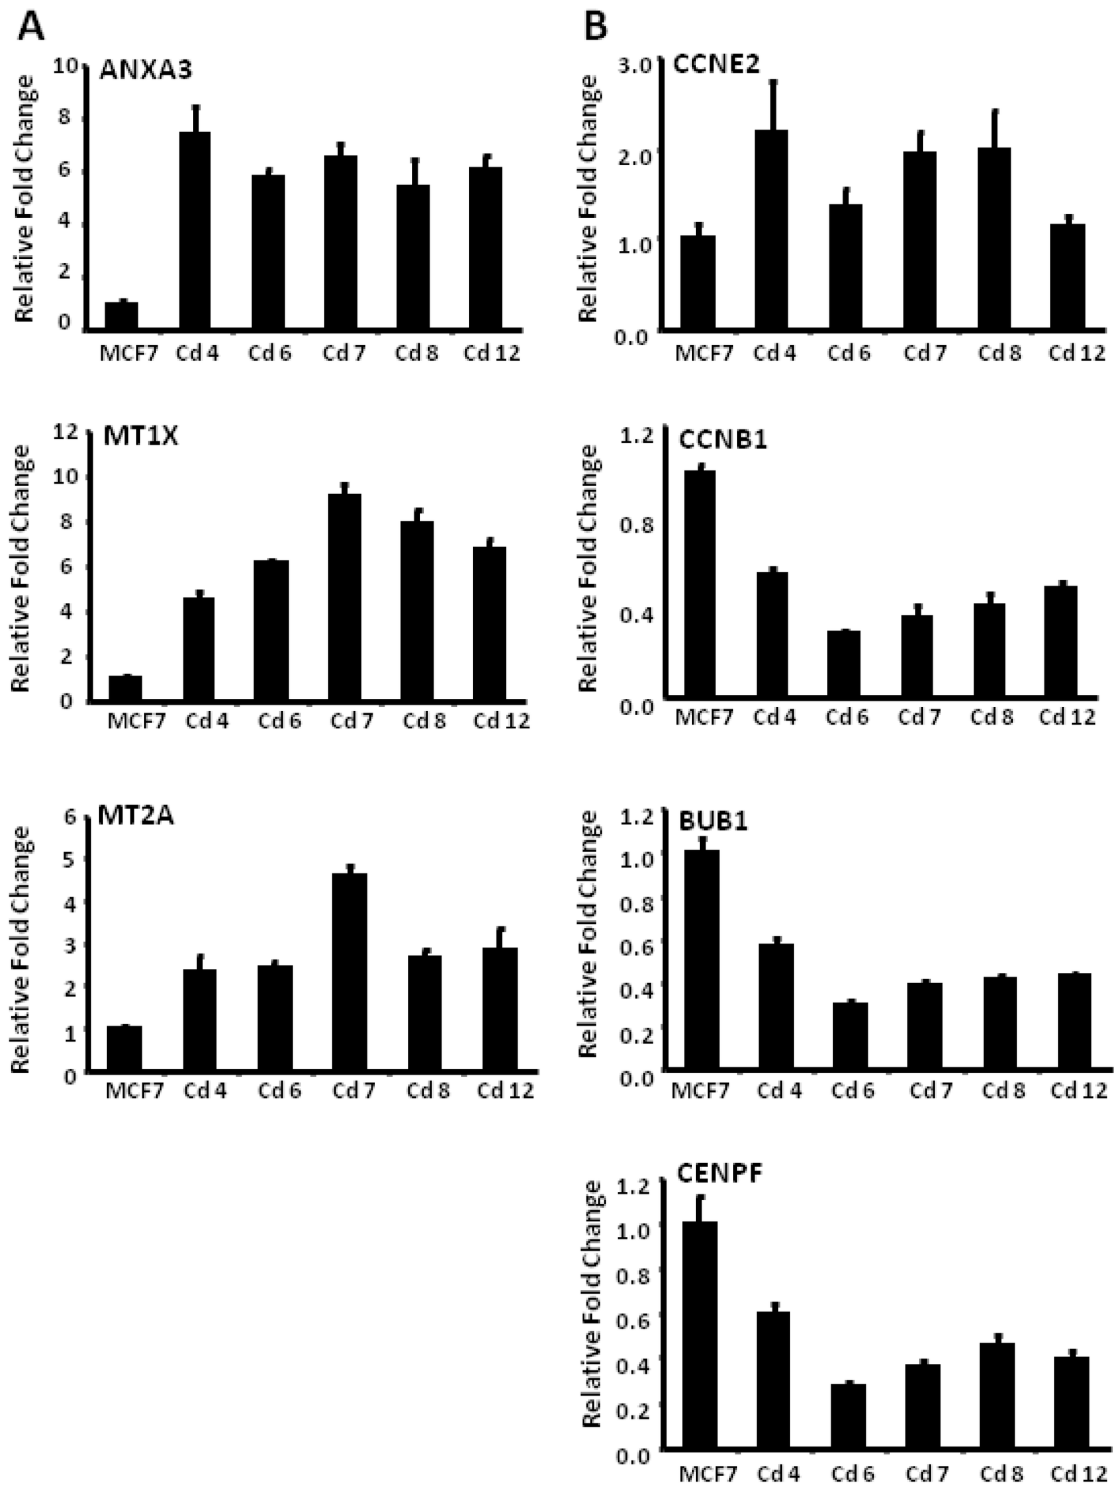 A
ANXA3
Relative Fold Change
10
8
6
4
2
0
MCF7 Cd 4 Cd 6 Cd 7 Cd 8 Cd 12
MT1X
Relative Fold Change
12
10
8
6
4
2
0
MCF7 Cd 4 Cd 6 Cd 7 Cd 8 Cd 12
MT2A
Relative Fold Change
6
5
4
3
2
1
0
MCF7 Cd 4 Cd 6 Cd 7 Cd 8 Cd 12
B
CCNE2
Relative Fold Change
3.0
2.0
1.0
0.0
MCF7 Cd 4 Cd 6 Cd 7 Cd 8 Cd 12
CCNB1
Relative Fold Change
1.2
0.8
0.4
0.0
MCF7 Cd 4 Cd 6 Cd 7 Cd 8 Cd 12
BUB1
Relative Fold Change
1.2
1.0
0.8
0.6
0.4
0.2
0.0
MCF7 Cd 4 Cd 6 Cd 7 Cd 8 Cd 12
CENPF
Relative Fold Change
1.2
1.0
0.8
0.6
0.4
0.2
0.0
MCF7 Cd 4 Cd 6 Cd 7 Cd 8 Cd 12